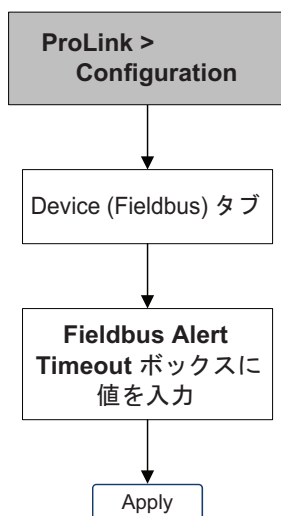 ProLink >
Configuration
Device (Fieldbus) タブ
Fieldbus Alert
Timeout ボックスに
値を入力
Apply